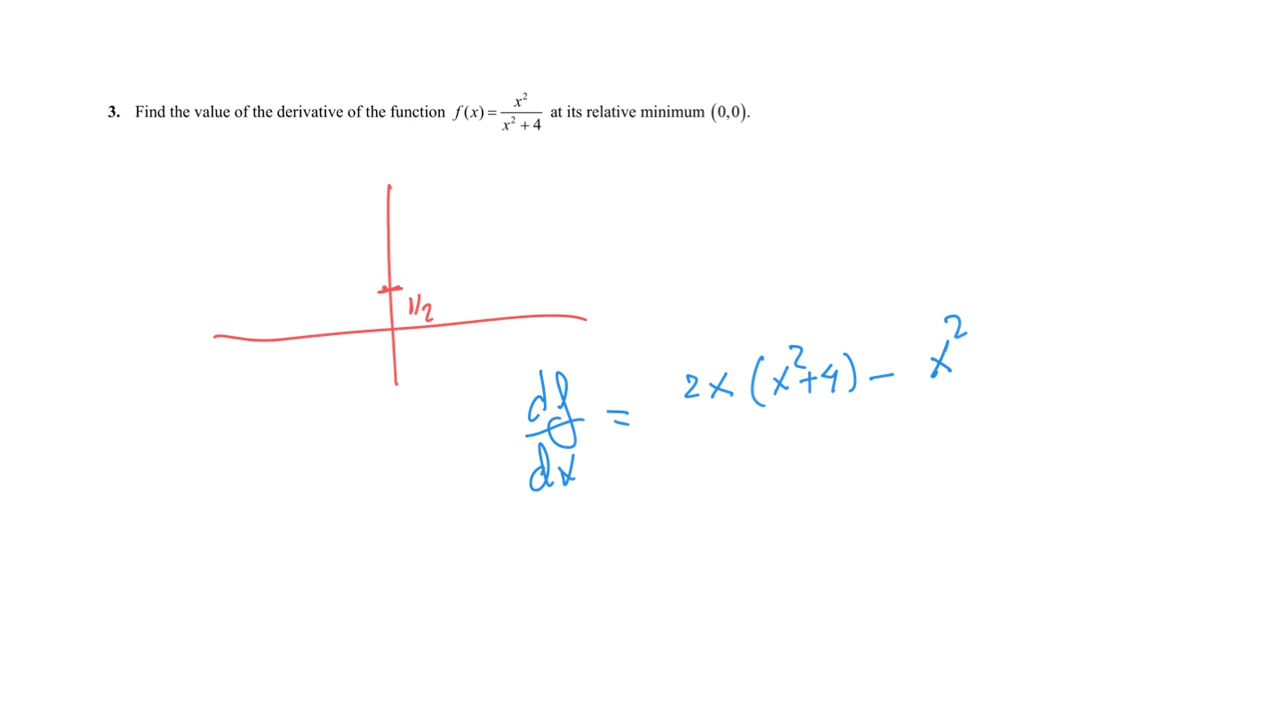 3. Find the value of the derivative of the function f(x) = x²/(x² + 4) at its relative minimum (0,0).
1/2
df/dx = 2x (x²+4) − x²